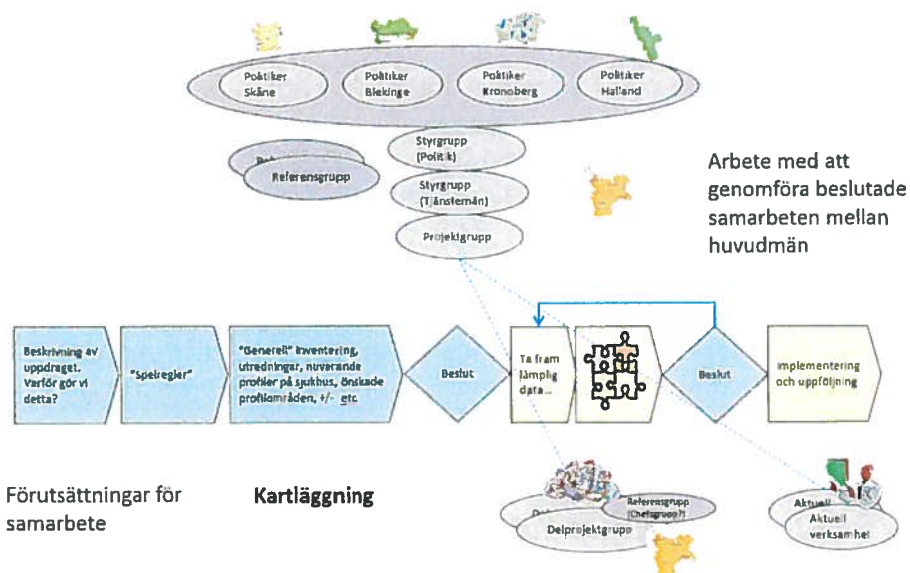 Politiker
Skåne
Politiker
Blekinge
Politiker
Kronoberg
Politiker
Halland
Styrgrupp
(Politik)
Referensgrupp
Styrgrupp
(Tjänstemän)
Projektgrupp
Arbete med att
genomföra beslutade
samarbeten mellan
huvudmän
Beskrivning av
uppdraget.
Varför gör vi
detta?
"Spelregler"
"Generell" inventering,
utredningar, nuvarande
profiler på sjukhus, önskade
profilområden, +/- etc
Beslut
Ta fram
lämplig
data...
Beslut
Implementering
och uppföljning
Förutsättningar för
samarbete
Kartläggning
Referensgrupp
(Chefsgrupp?)
Delprojektgrupp
Aktuell
Aktuell
verksamhet